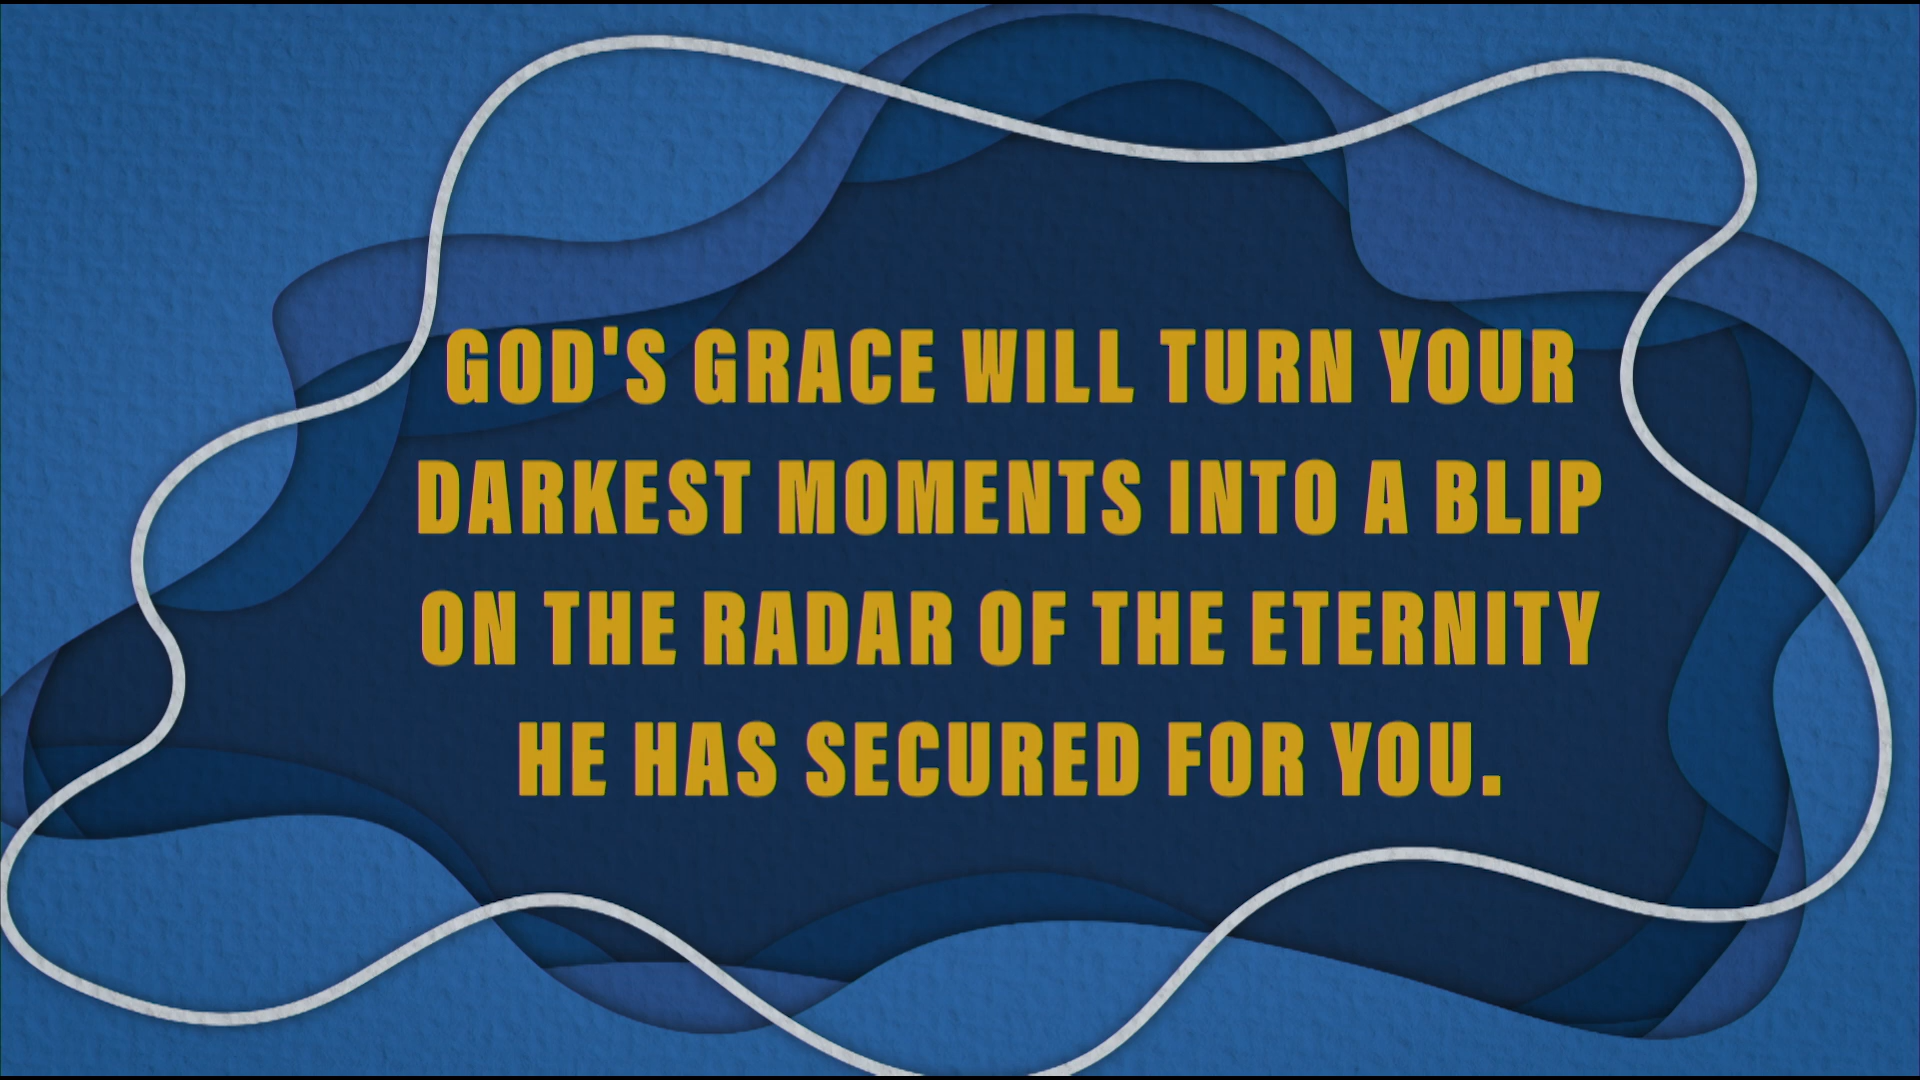 GOD'S GRACE WILL TURN YOUR
DARKEST MOMENTS INTO A BLIP
ON THE RADAR OF THE ETERNITY
HE HAS SECURED FOR YOU.